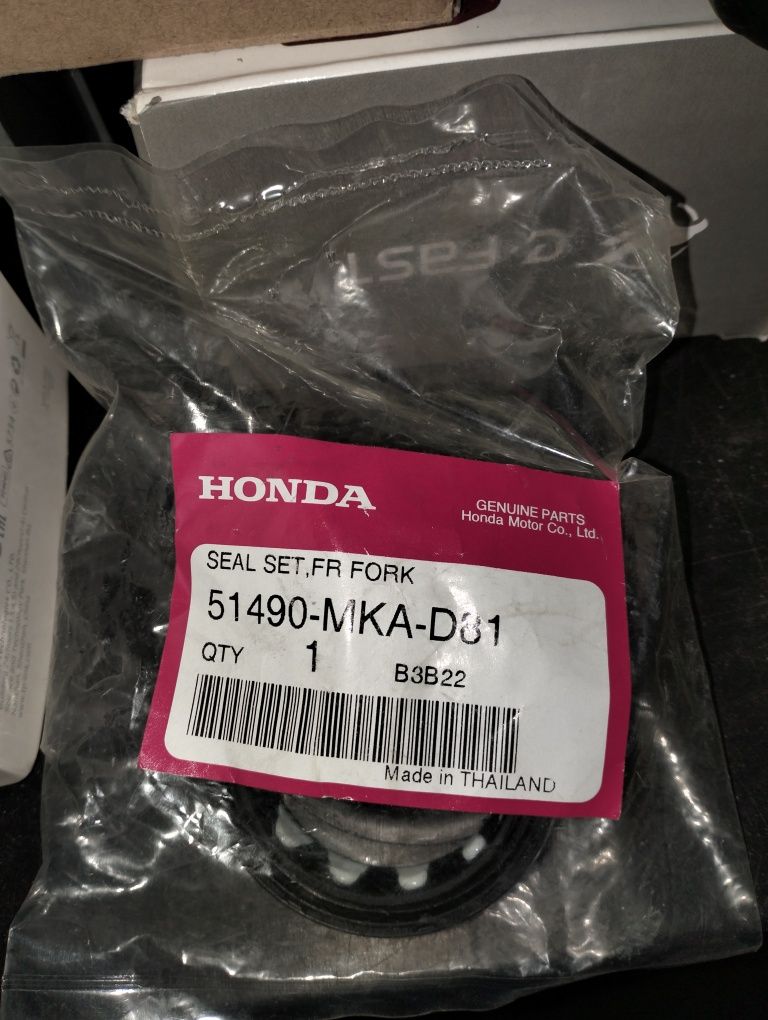 HONDA
GENUINE PARTS
Honda Motor Co., Ltd.
SEAL SET,FR FORK
51490-MKA-D81
QTY 1 B3B22
Made in THAILAND